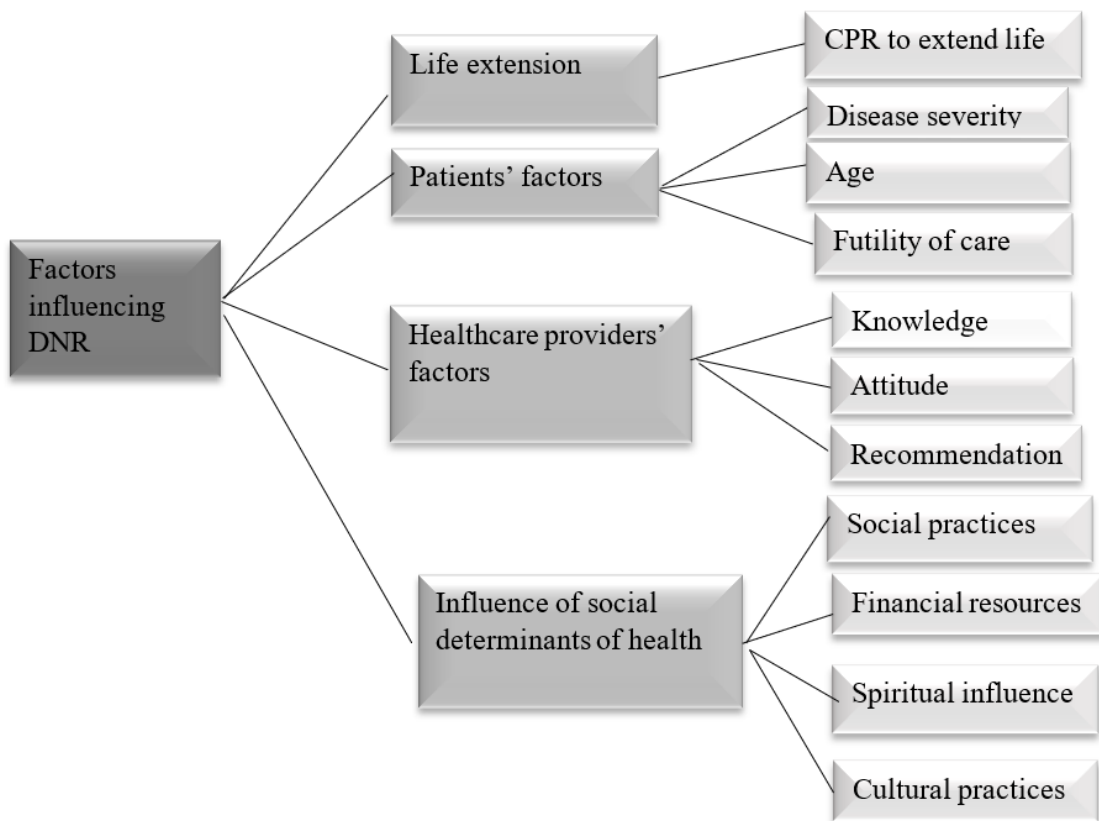 Factors
influencing
DNR
Life extension
CPR to extend life
Patients’ factors
Disease severity
Age
Futility of care
Healthcare providers’
factors
Knowledge
Attitude
Recommendation
Influence of social
determinants of health
Social practices
Financial resources
Spiritual influence
Cultural practices